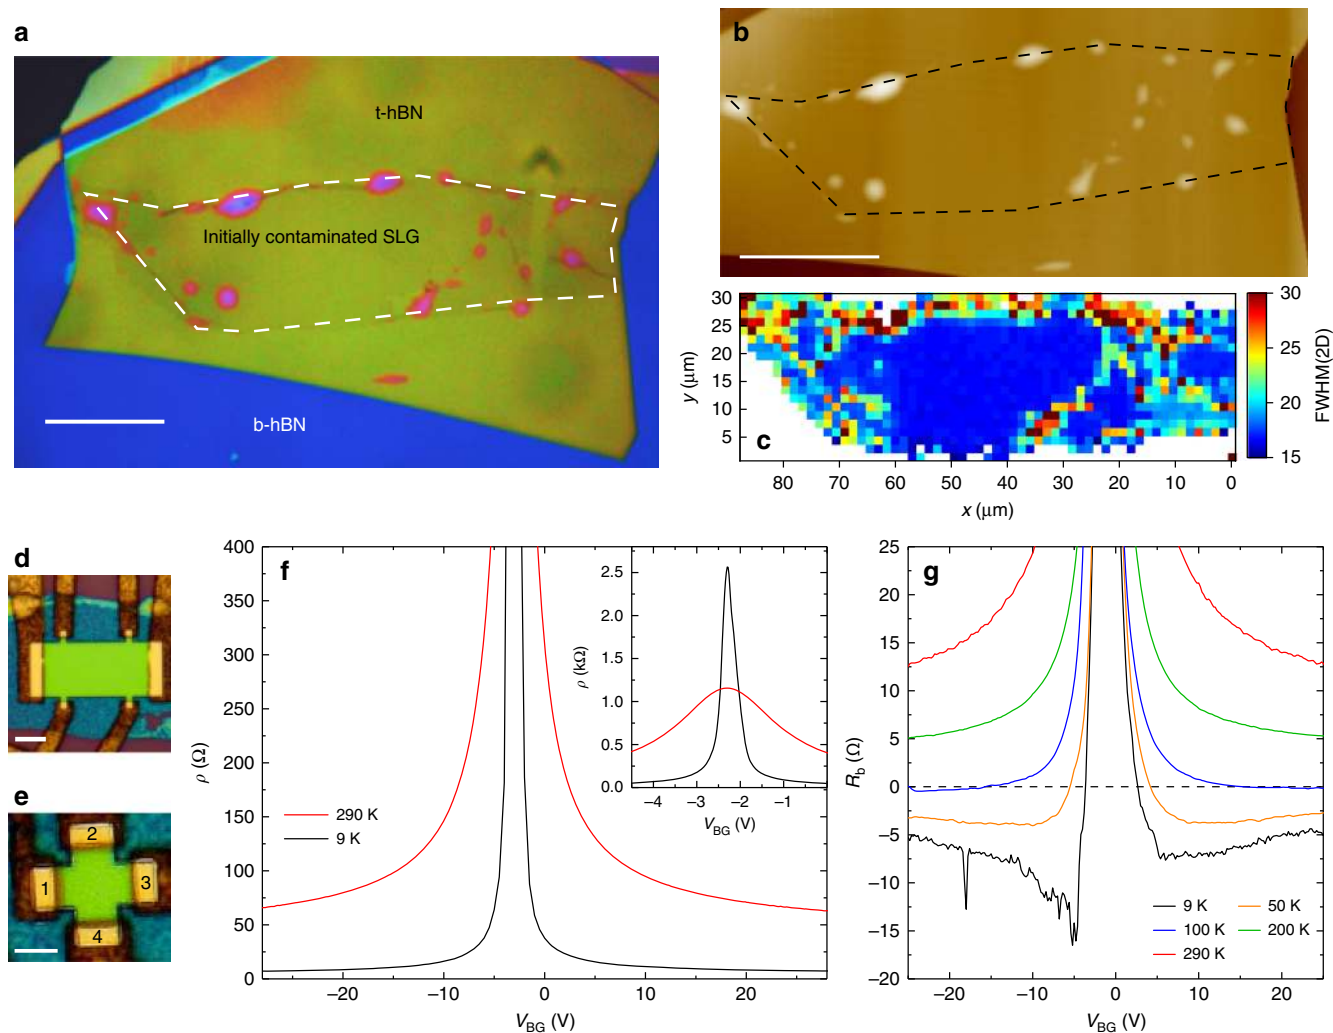 a
t-hBN
Initially contaminated SLG
b-hBN
b
30
25
20
15
10
5
y (μm)
c
80 70 60 50 40 30 20 10 0
x (μm)
30
25
20
15
FWHM(2D)
d
e
1
2
3
4
f
400
350
300
250
200
150
100
50
0
ρ (Ω)
−20 −10 0 10 20
V_BG (V)
290 K
9 K
2.5
2.0
1.5
1.0
0.5
0.0
ρ (kΩ)
−4 −3 −2 −1
V_BG (V)
g
25
20
15
10
5
0
−5
−10
−15
−20
R_b (Ω)
−20 −10 0 10 20
V_BG (V)
9 K 50 K
100 K 200 K
290 K